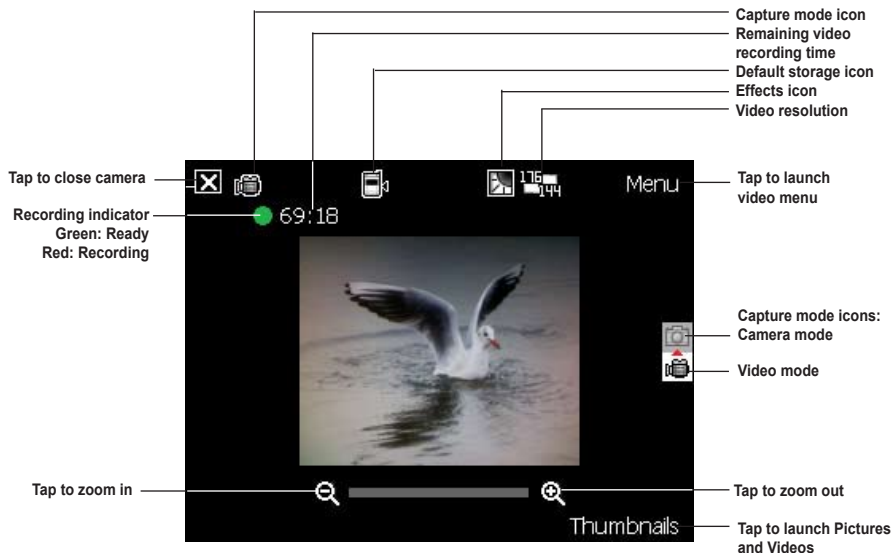 Capture mode icon
Remaining video
recording time
Default storage icon
Effects icon
Video resolution
Tap to close camera
176
144
Menu
Tap to launch
video menu
Recording indicator
Green: Ready
Red: Recording
69:18
Capture mode icons:
Camera mode
Video mode
Tap to zoom in
Tap to zoom out
Thumbnails
Tap to launch Pictures
and Videos